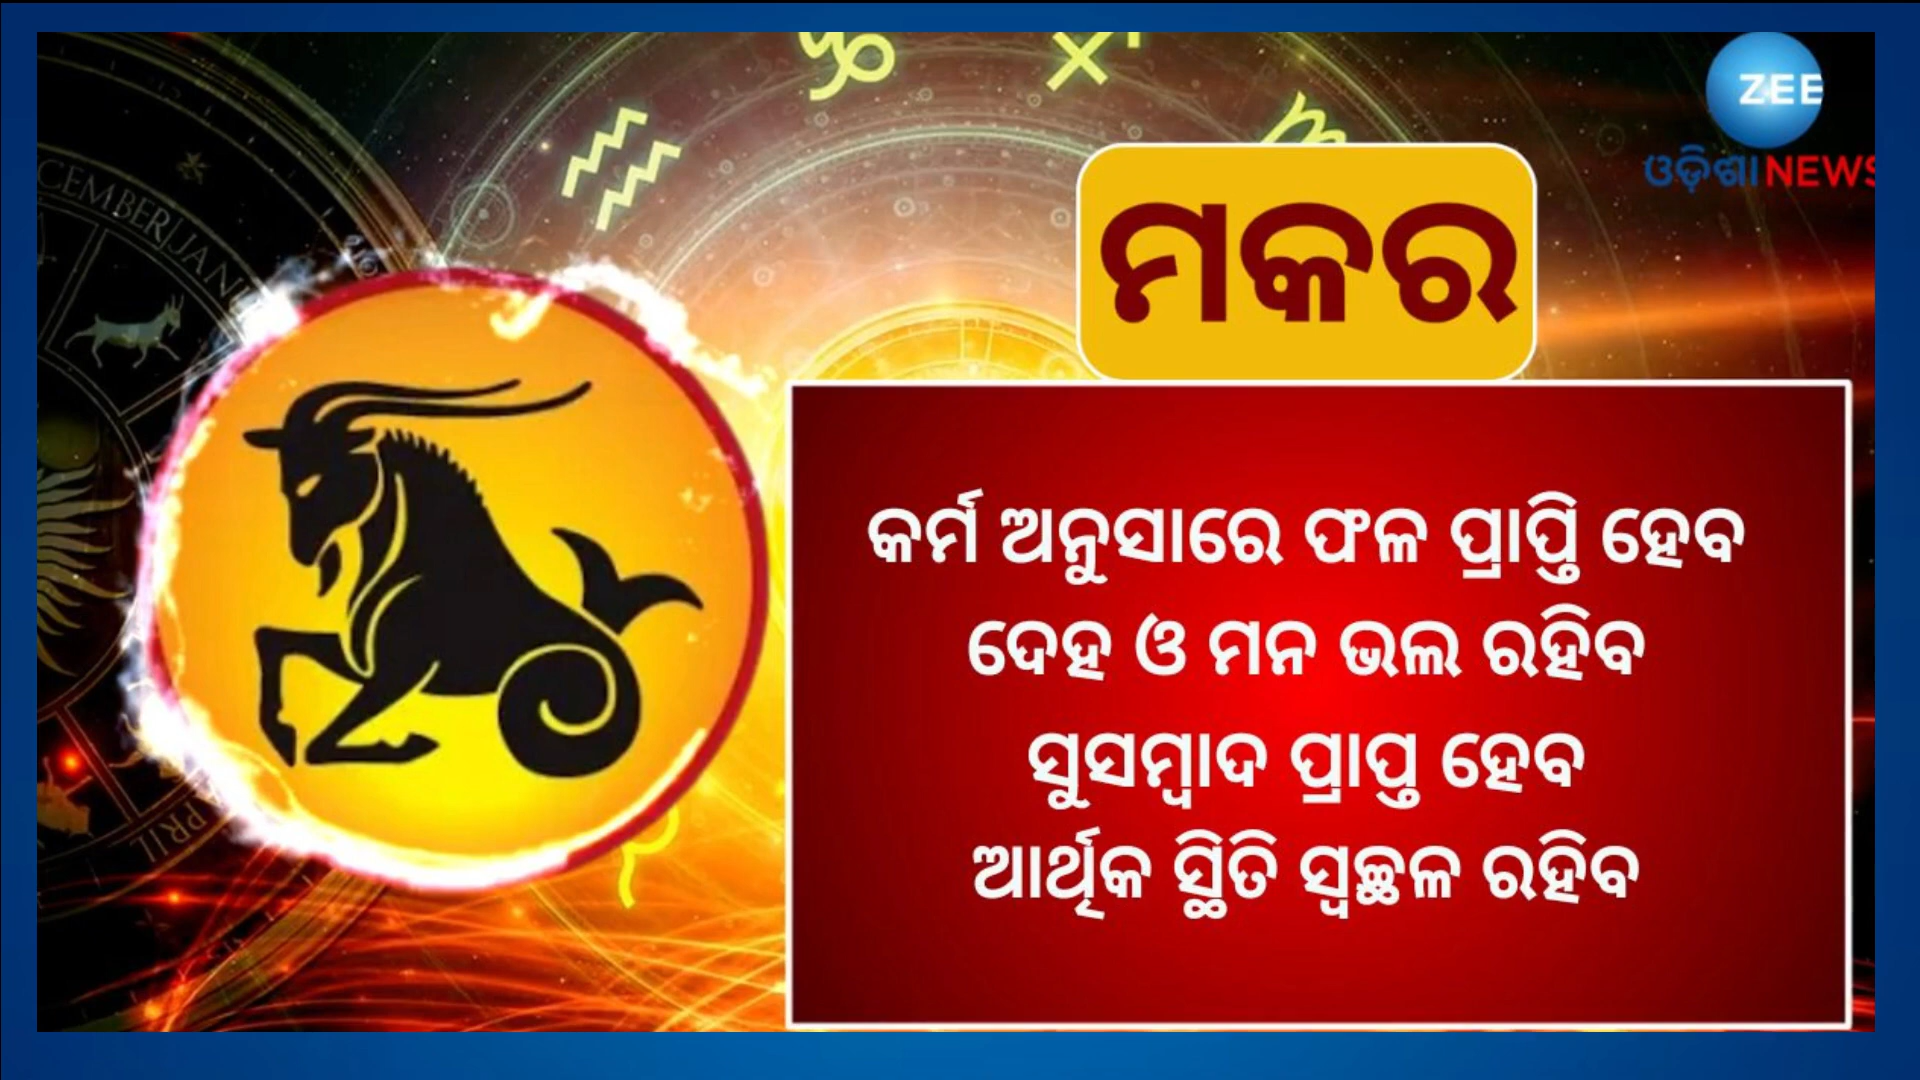 ZEE
ଓଡ଼ିଶା NEWS
ମକର
କର୍ମ ଅନୁସାରେ ଫଳ ପ୍ରାପ୍ତି ହେବ
ଦେହ ଓ ମନ ଭଲ ରହିବ
ସୁସମ୍ବାଦ ପ୍ରାପ୍ତ ହେବ
ଆର୍ଥିକ ସ୍ଥିତି ସ୍ୱଚ୍ଛଳ ରହିବ